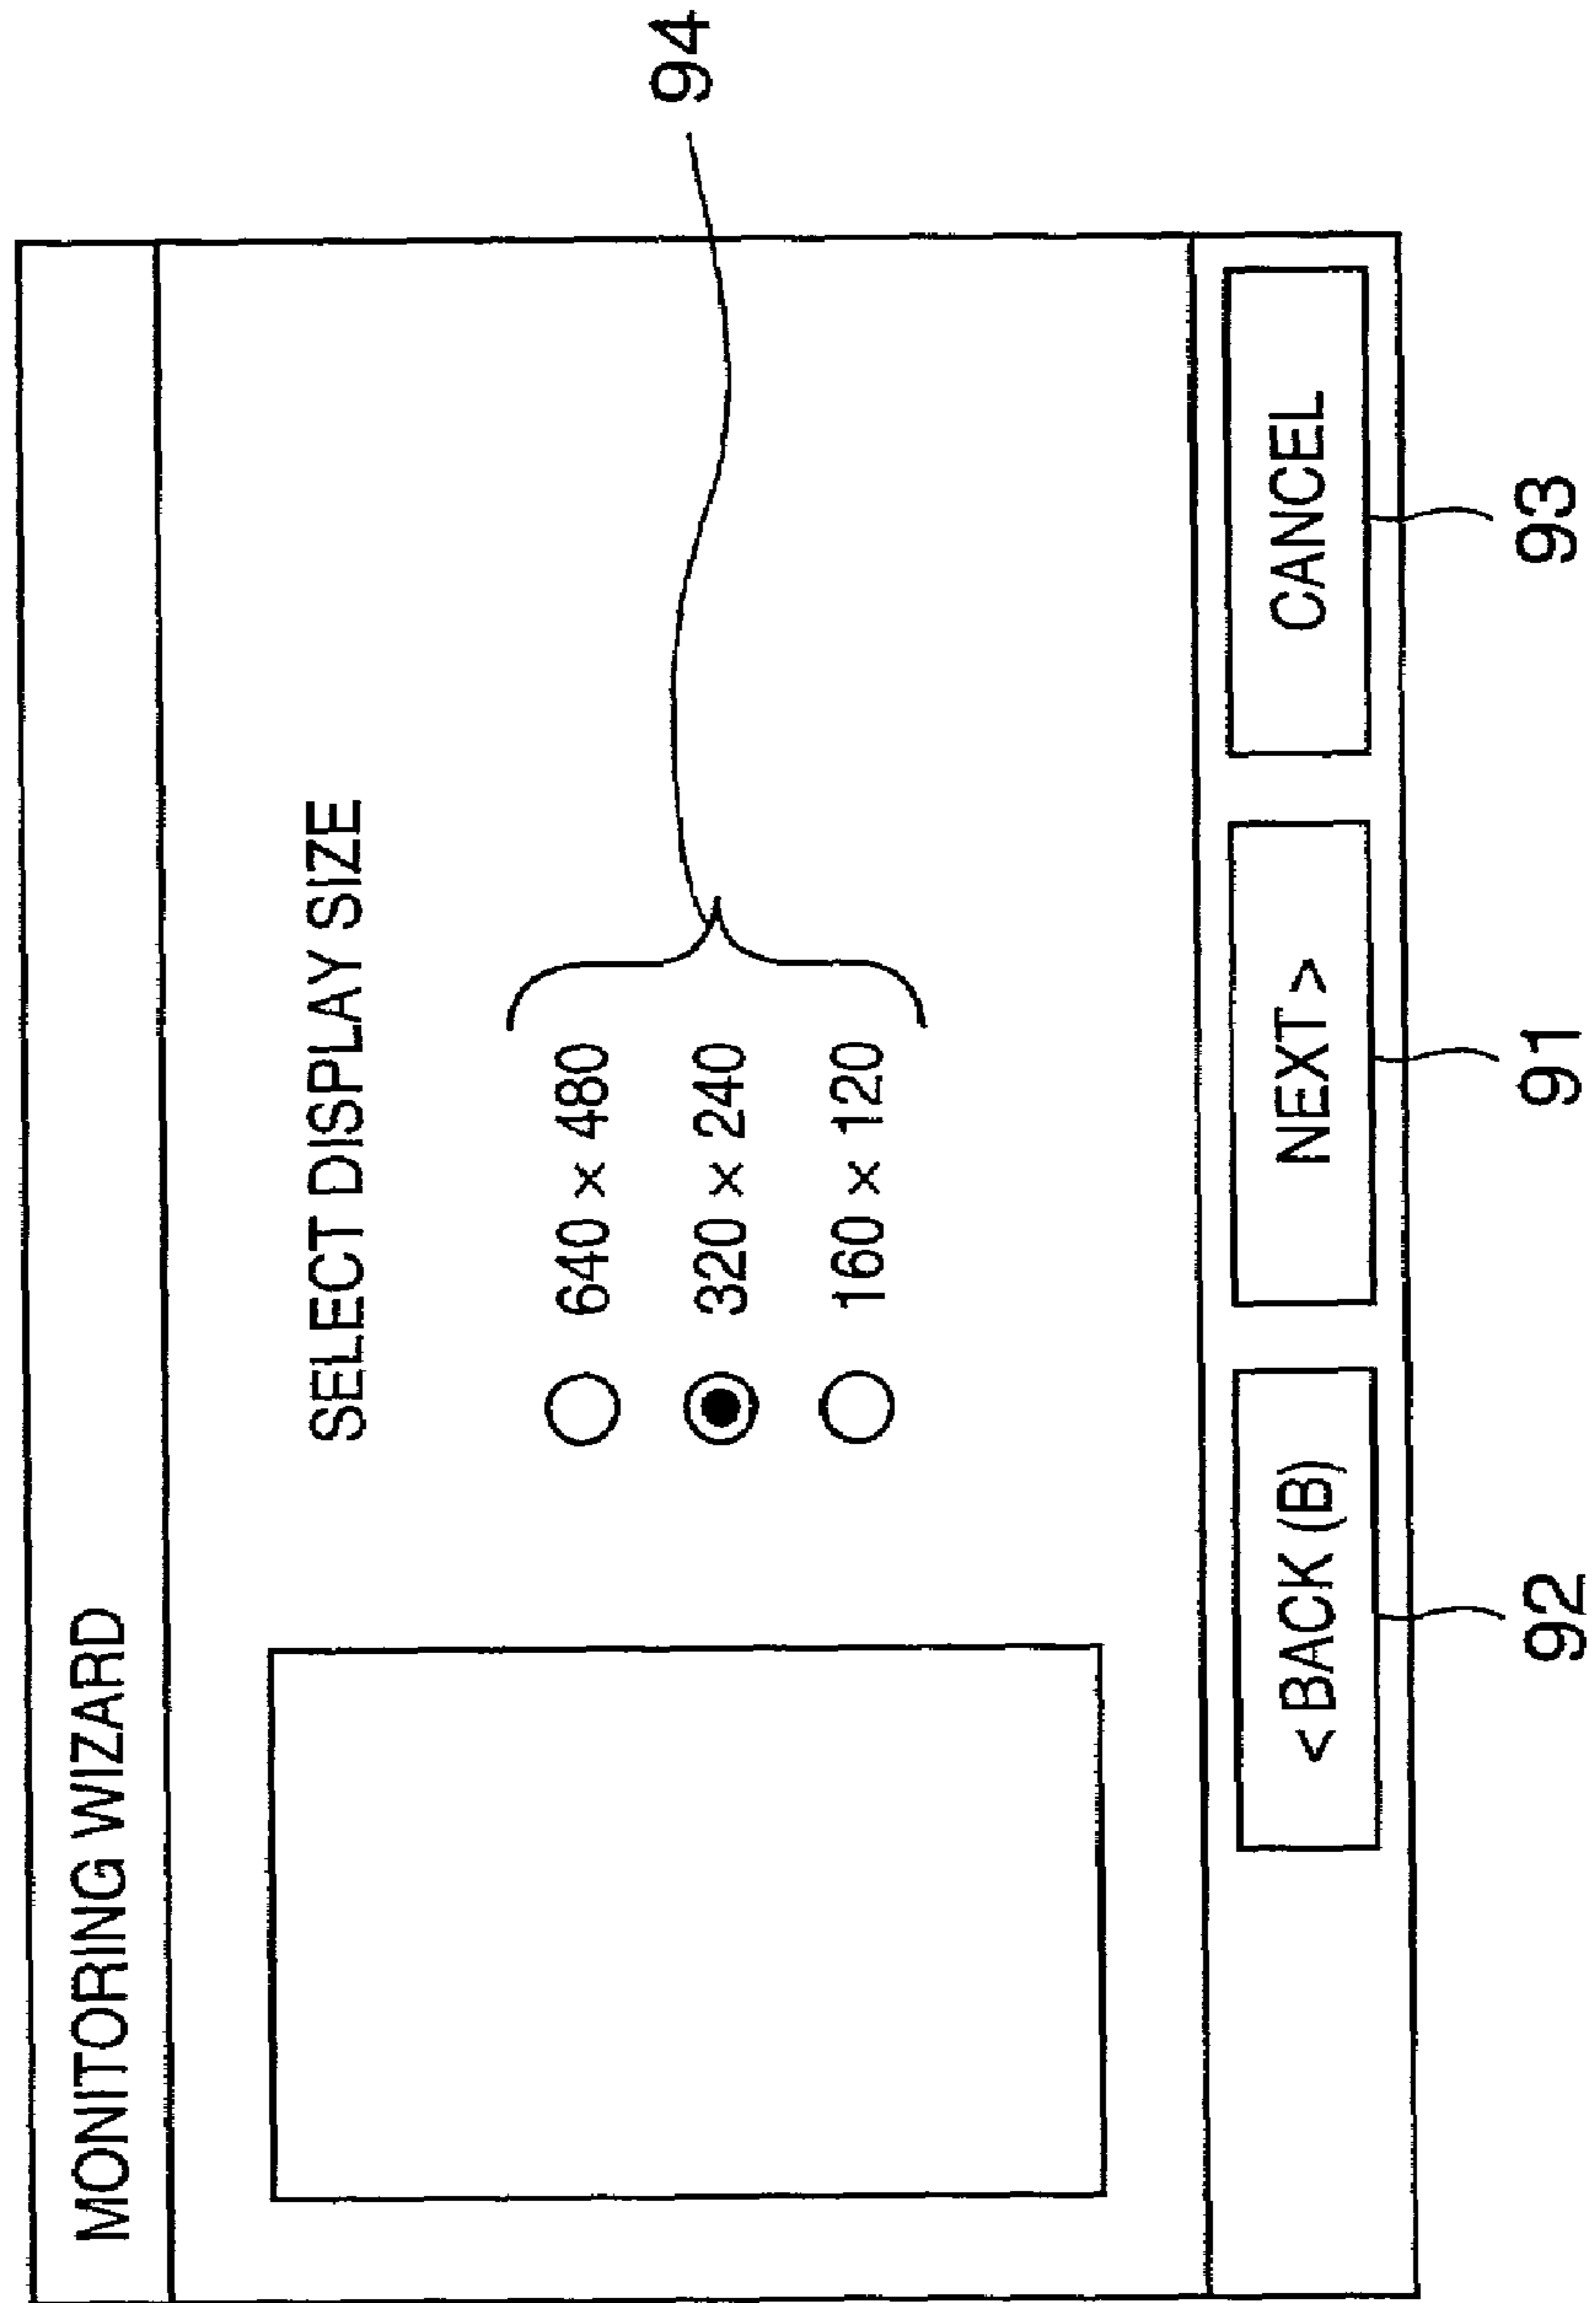 MONITORING WIZARD
SELECT DISPLAY SIZE
640 × 480
320 × 240
160 × 120
94
< BACK (B)
NEXT >
CANCEL
92
91
93